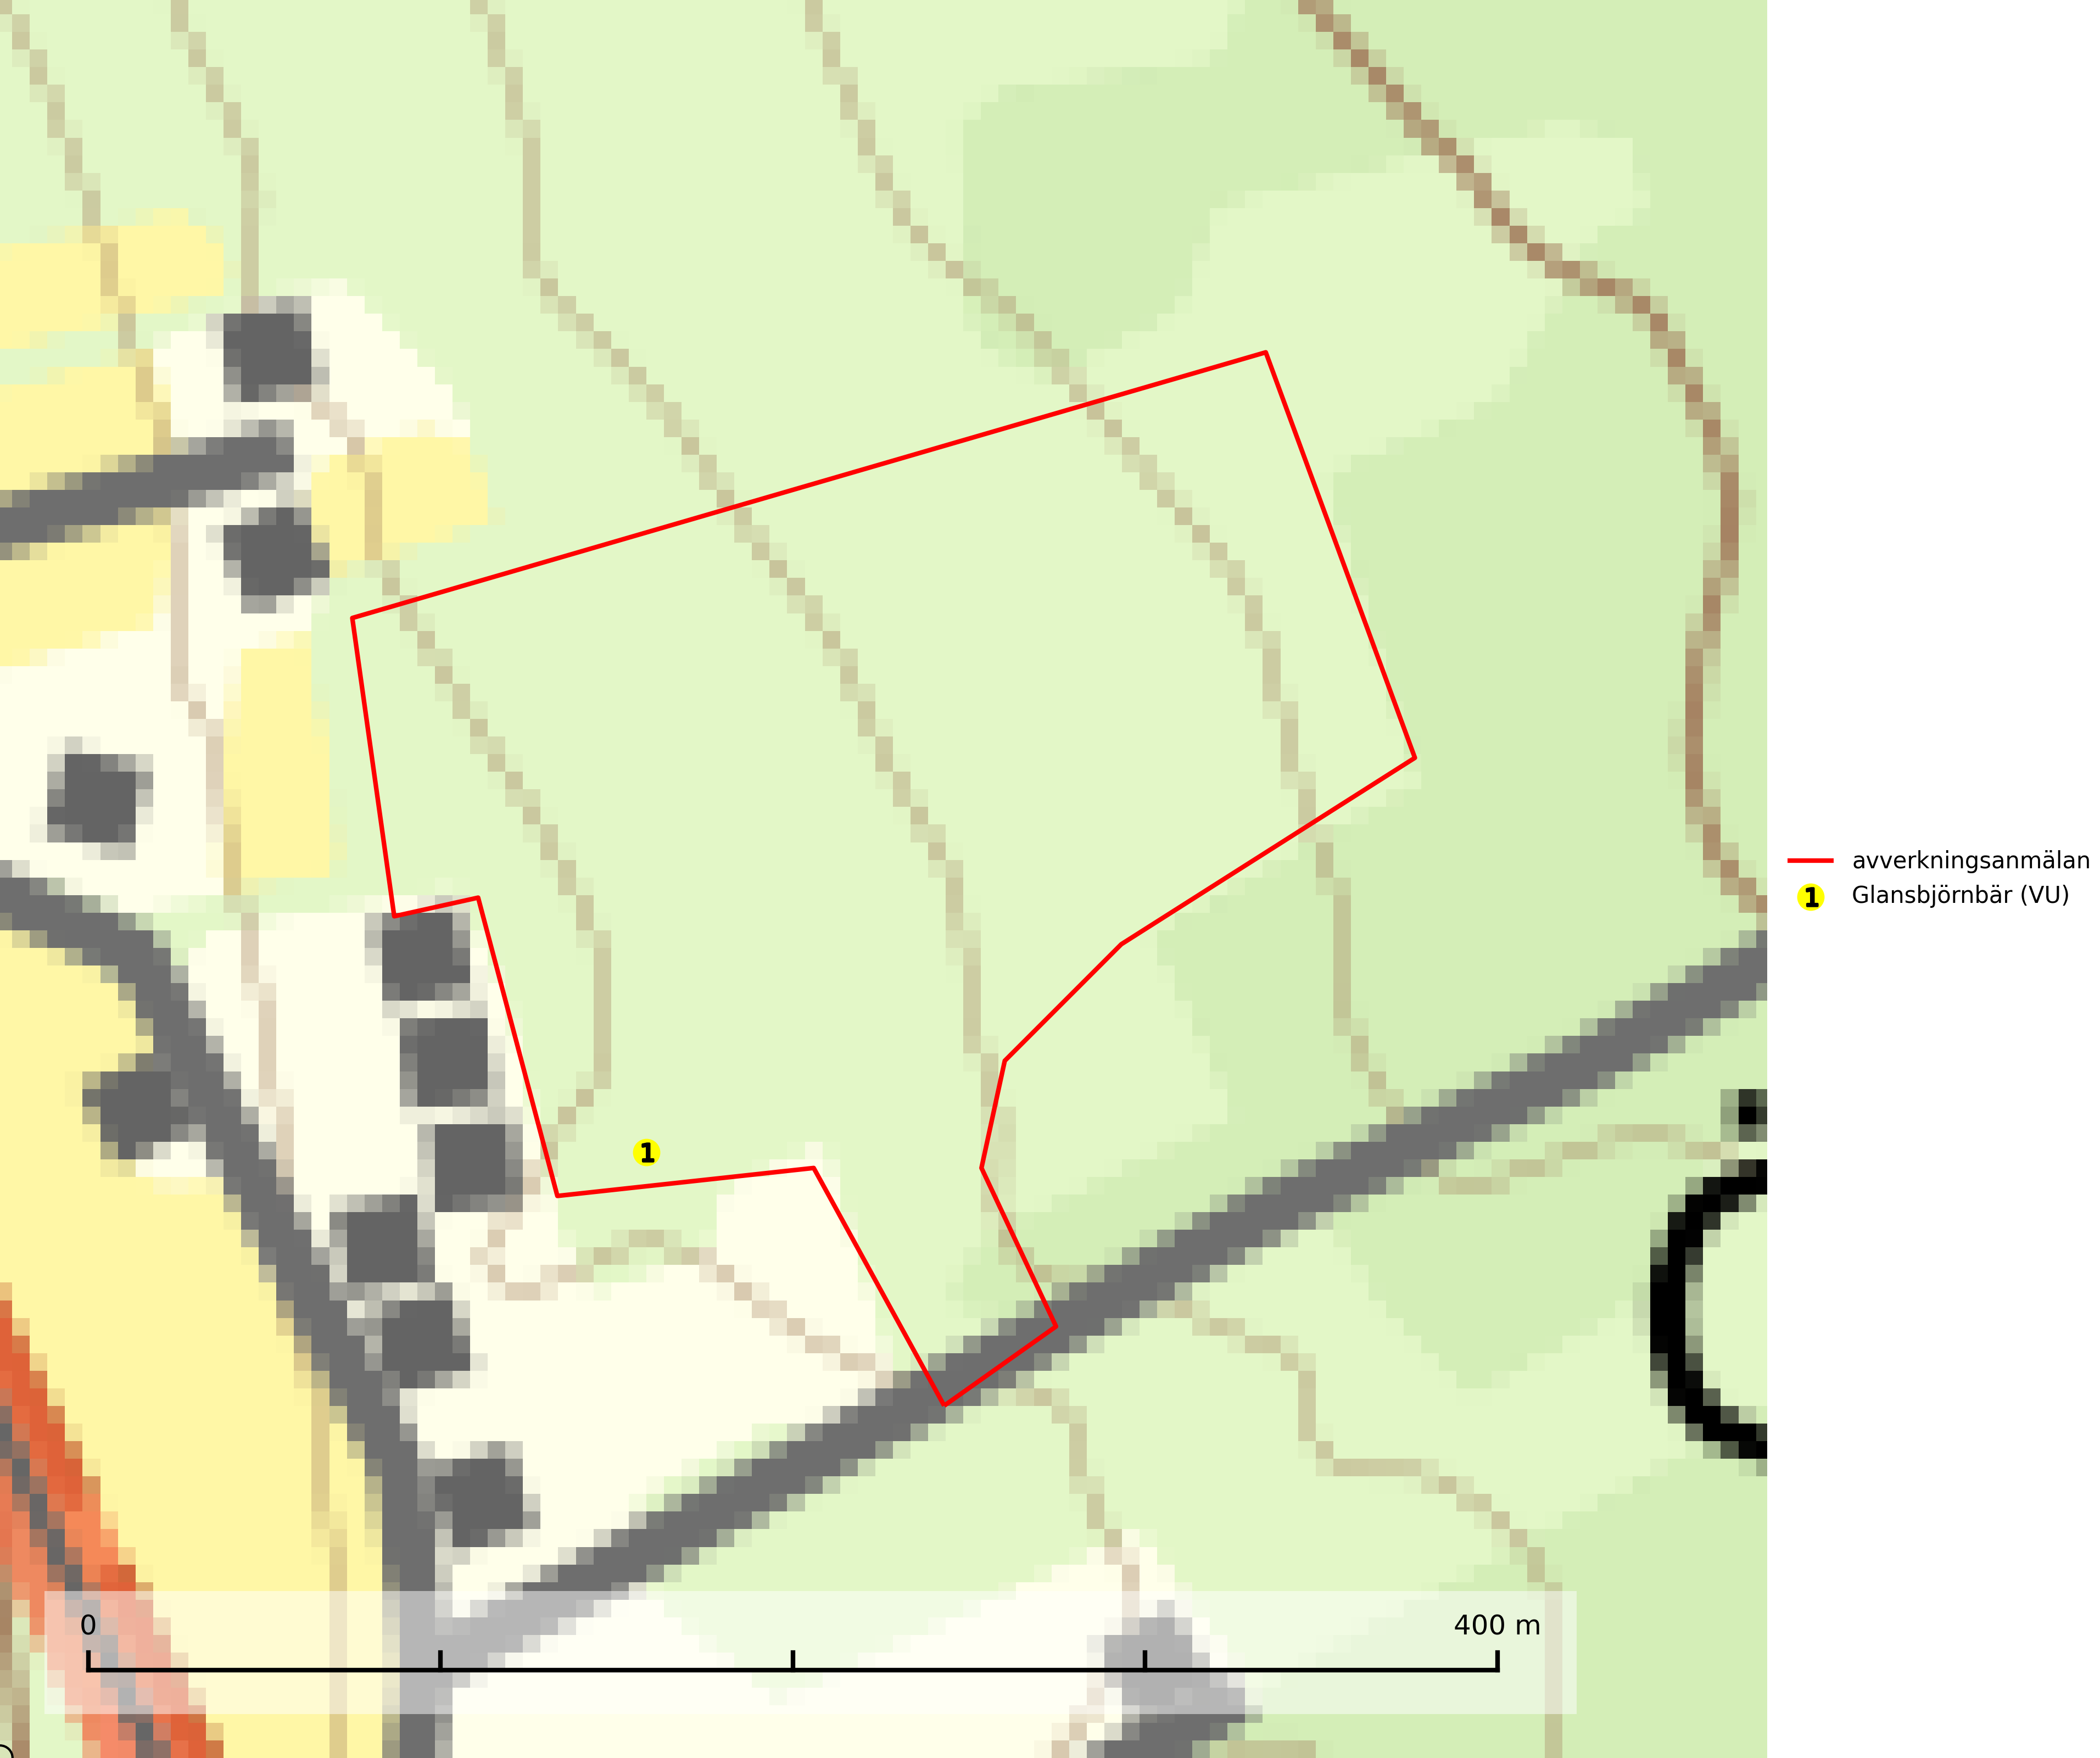 avverkningsanmälan
1 Glansbjörnbär (VU)
1
0 400 m